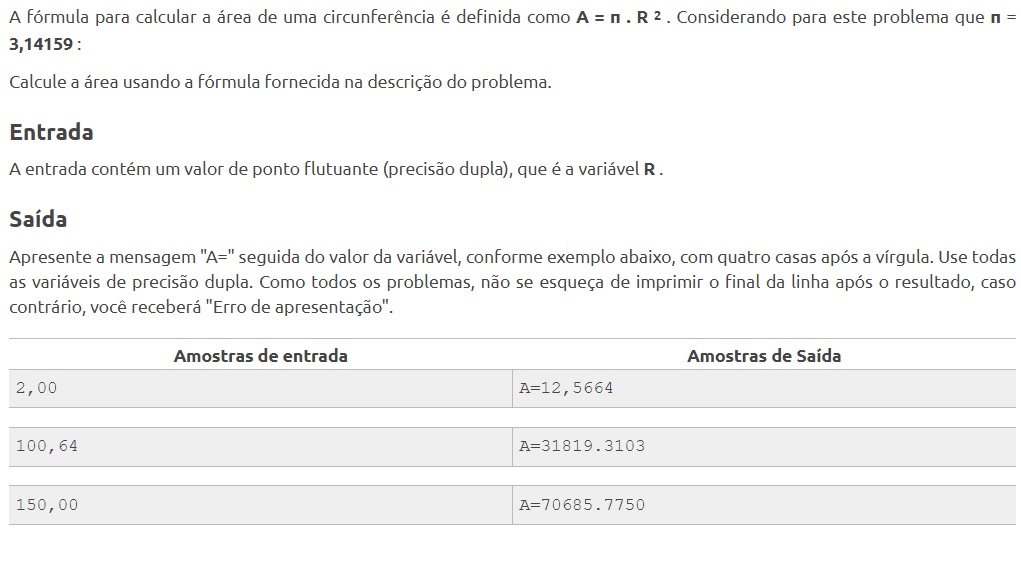 A fórmula para calcular a área de uma circunferência é definida como A = π . R ² . Considerando para este problema que π =
3,14159 :
Calcule a área usando a fórmula fornecida na descrição do problema.
Entrada
A entrada contém um valor de ponto flutuante (precisão dupla), que é a variável R .
Saída
Apresente a mensagem "A=" seguida do valor da variável, conforme exemplo abaixo, com quatro casas após a vírgula. Use todas
as variáveis de precisão dupla. Como todos os problemas, não se esqueça de imprimir o final da linha após o resultado, caso
contrário, você receberá "Erro de apresentação".
Amostras de entrada Amostras de Saída
2,00 A=12,5664
100,64 A=31819.3103
150,00 A=70685.7750